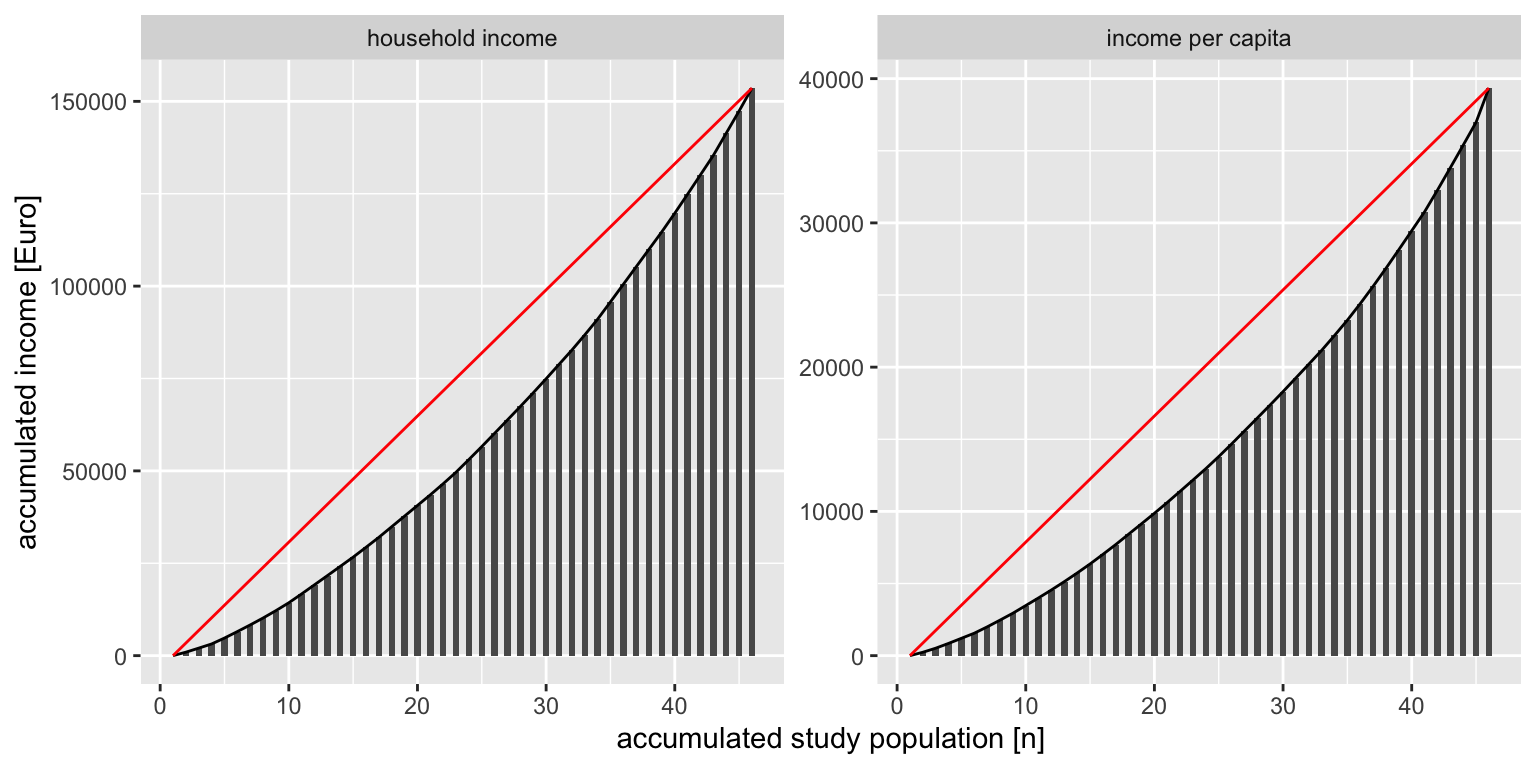 household income
income per capita
accumulated income [Euro]
150000
100000
50000
0
40000
30000
20000
10000
0
0 10 20 30 40
0 10 20 30 40
accumulated study population [n]